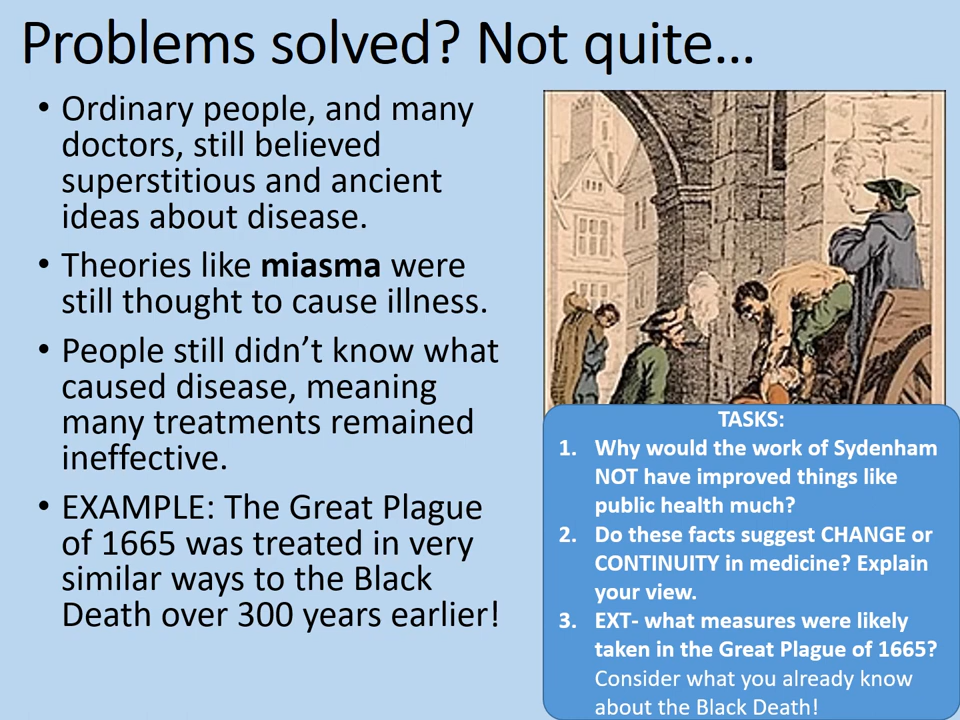 Problems solved? Not quite…
• Ordinary people, and many
doctors, still believed
superstitious and ancient
ideas about disease.
• Theories like miasma were
still thought to cause illness.
• People still didn’t know what
caused disease, meaning
many treatments remained
ineffective.
• EXAMPLE: The Great Plague
of 1665 was treated in very
similar ways to the Black
Death over 300 years earlier!
TASKS:
1. Why would the work of Sydenham
NOT have improved things like
public health much?
2. Do these facts suggest CHANGE or
CONTINUITY in medicine? Explain
your view.
3. EXT- what measures were likely
taken in the Great Plague of 1665?
Consider what you already know
about the Black Death!